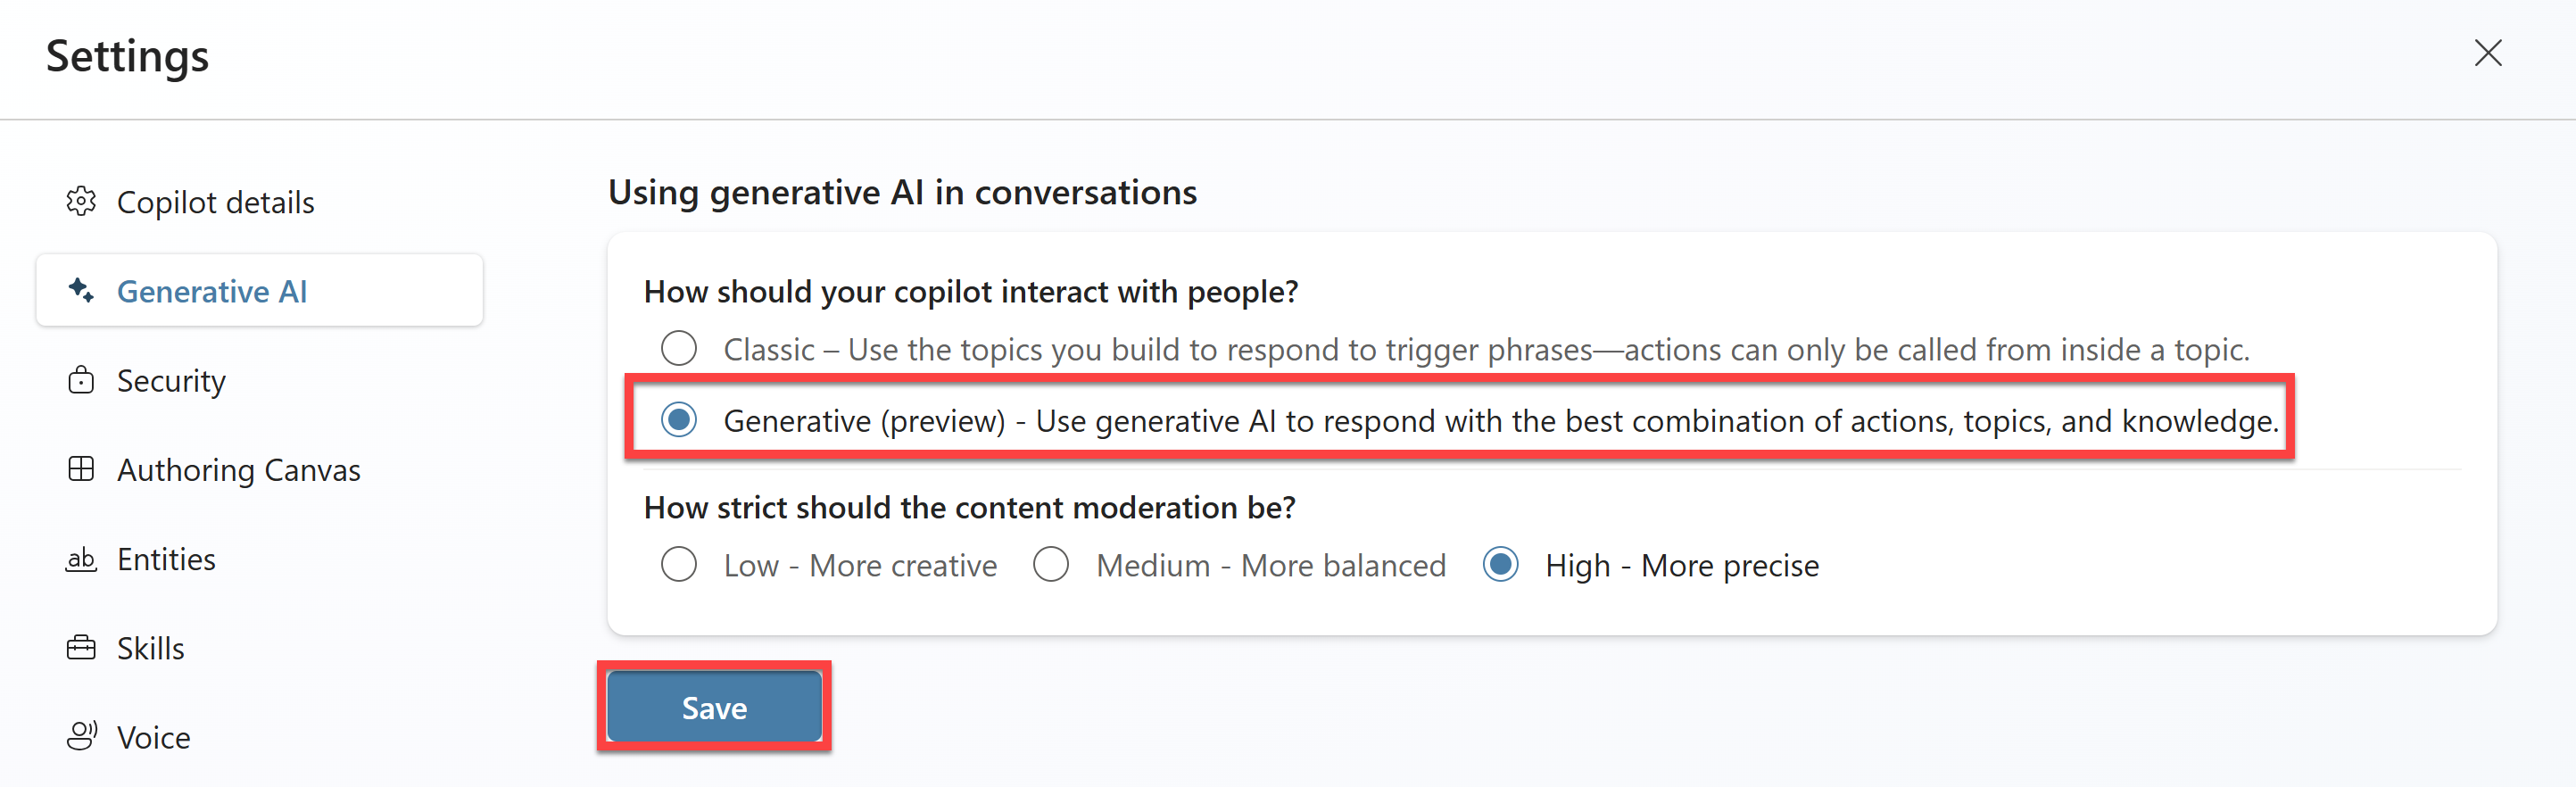 Settings
Copilot details
Generative AI
Security
Authoring Canvas
ab Entities
Skills
Voice
Using generative AI in conversations
How should your copilot interact with people?
Classic – Use the topics you build to respond to trigger phrases—actions can only be called from inside a topic.
Generative (preview) - Use generative AI to respond with the best combination of actions, topics, and knowledge.
How strict should the content moderation be?
Low - More creative Medium - More balanced High - More precise
Save